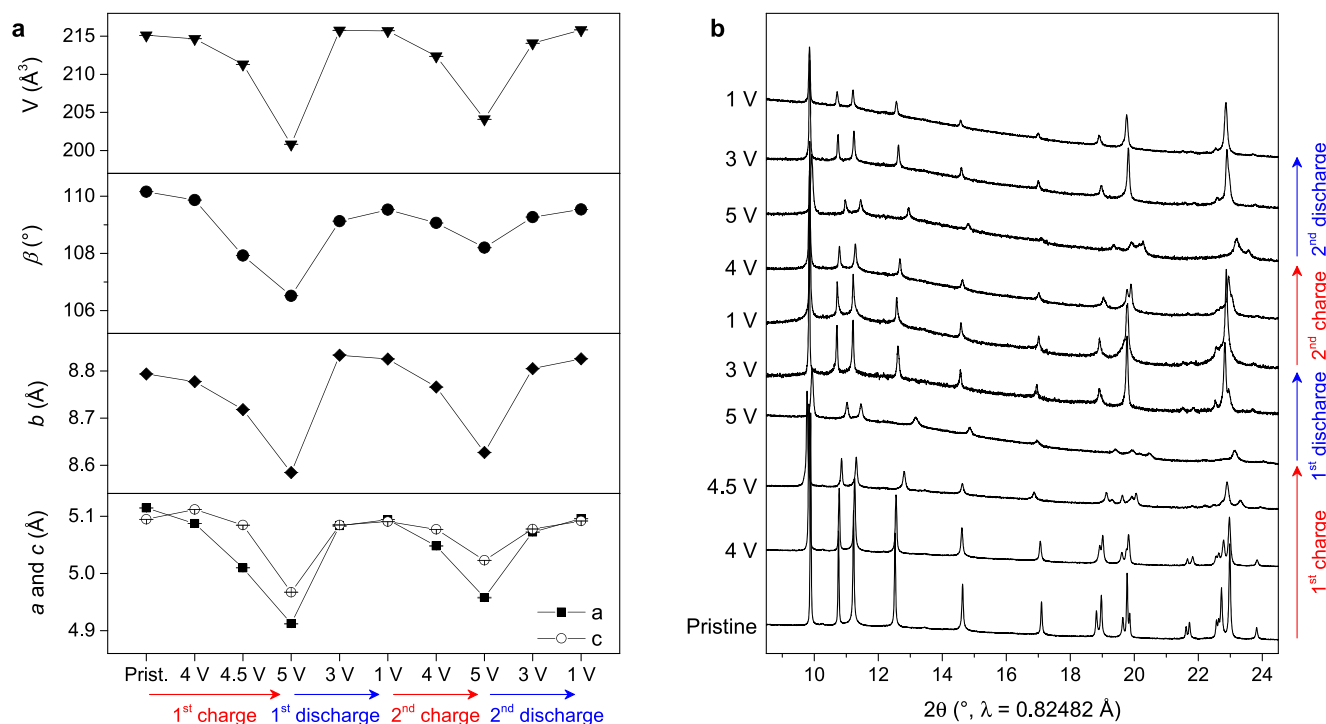 a
V (Å³)
215
210
205
200
β (°)
110
108
106
b (Å)
8.8
8.7
8.6
a and c (Å)
5.1
5.0
4.9
a
c
Prist. 4 V 4.5 V 5 V 3 V 1 V 4 V 5 V 3 V 1 V
1st charge 1st discharge 2nd charge 2nd discharge
b
1 V
3 V
5 V
4 V
1 V
3 V
5 V
4.5 V
4 V
Pristine
2nd discharge
2nd charge
1st discharge
1st charge
10 12 14 16 18 20 22 24
2θ (°, λ = 0.82482 Å)